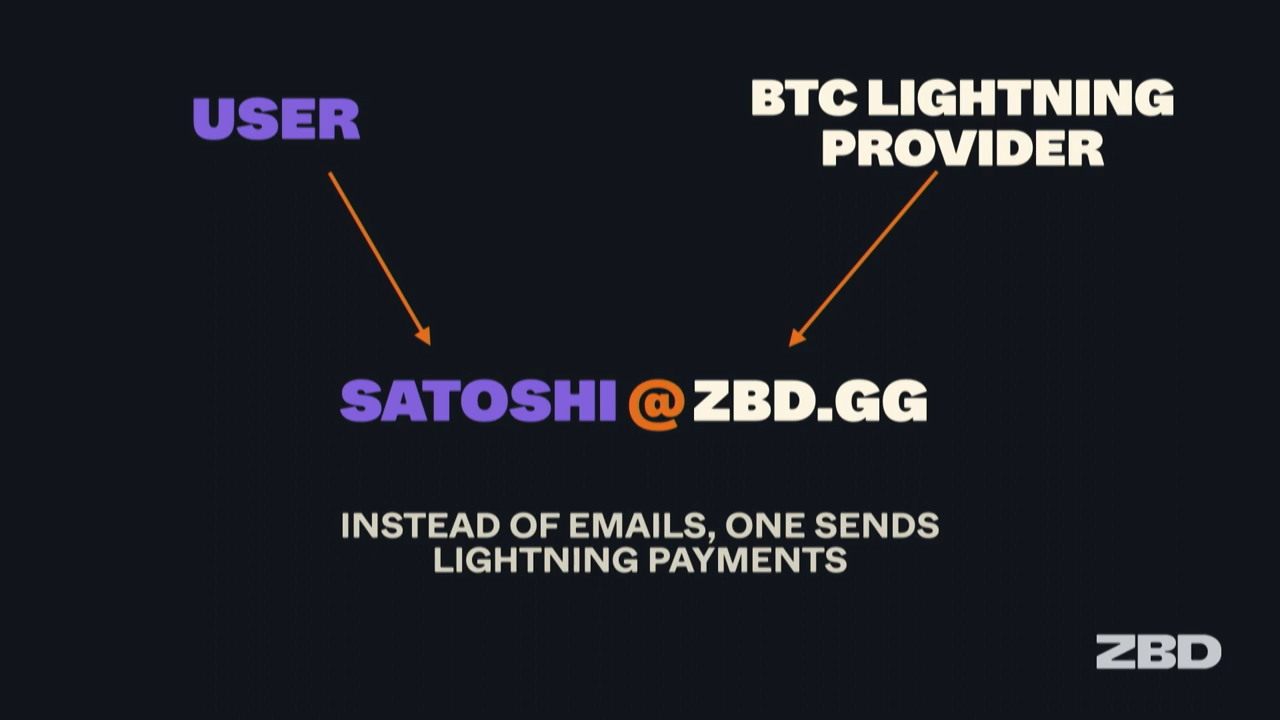 USER
BTC LIGHTNING
PROVIDER
SATOSHI@ZBD.GG
INSTEAD OF EMAILS, ONE SENDS
LIGHTNING PAYMENTS
ZBD